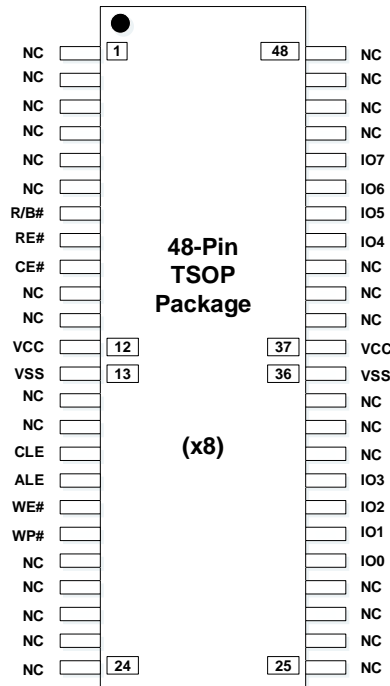 NC 1 48 NC
NC NC
NC NC
NC NC
NC IO7
NC IO6
R/B# IO5
RE# IO4
48-Pin
TSOP
Package
CE# NC
NC NC
NC NC
VCC 12 37 VCC
VSS 13 36 VSS
NC NC
NC NC
(x8)
CLE NC
ALE IO3
WE# IO2
WP# IO1
NC IO0
NC NC
NC NC
NC NC
NC 24 25 NC